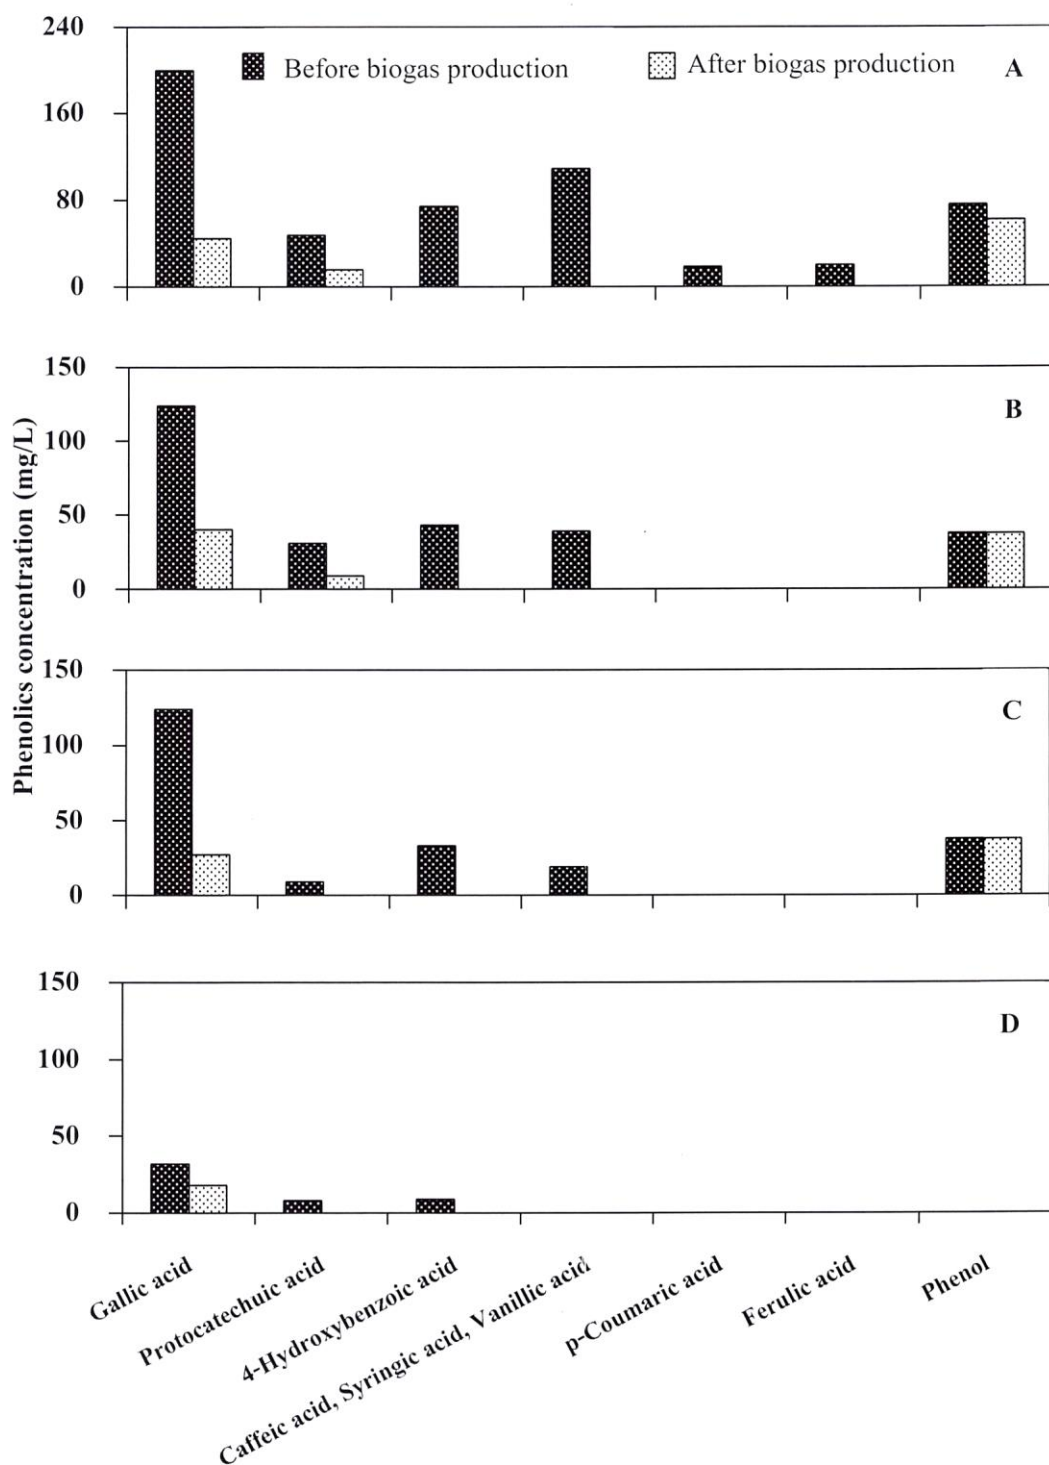 240
Before biogas production
After biogas production
A
160
80
0
150
B
100
50
0
Phenolics concentration (mg/L)
150
C
100
50
0
150
D
100
50
0
Gallic acid
Protocatechuic acid
4-Hydroxybenzoic acid
Caffeic acid, Syringic acid, Vanillic acid
p-Coumaric acid
Ferulic acid
Phenol